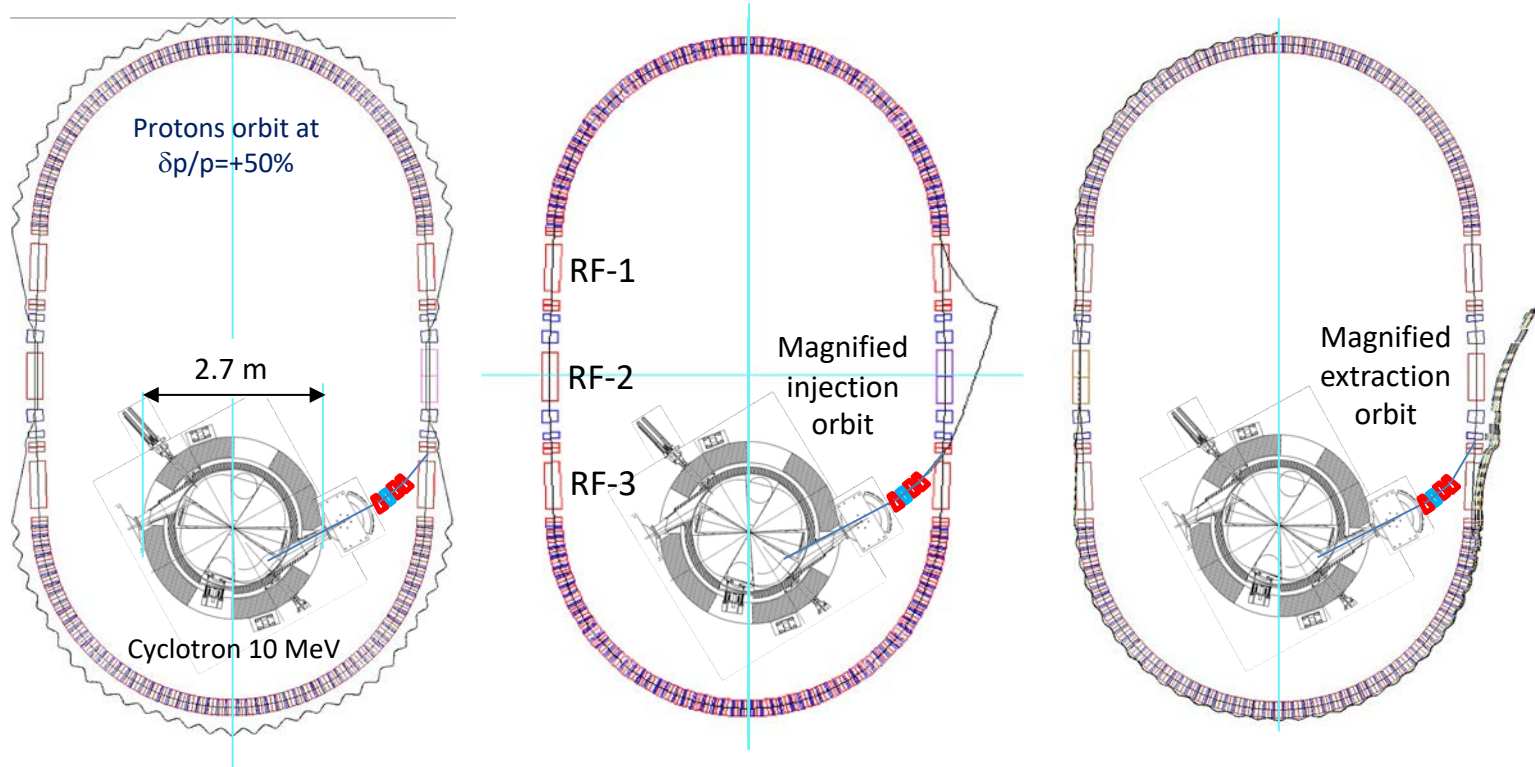 Protons orbit at
δp/p=+50%
2.7 m
Cyclotron 10 MeV
RF-1
RF-2
RF-3
Magnified
injection
orbit
Magnified
extraction
orbit